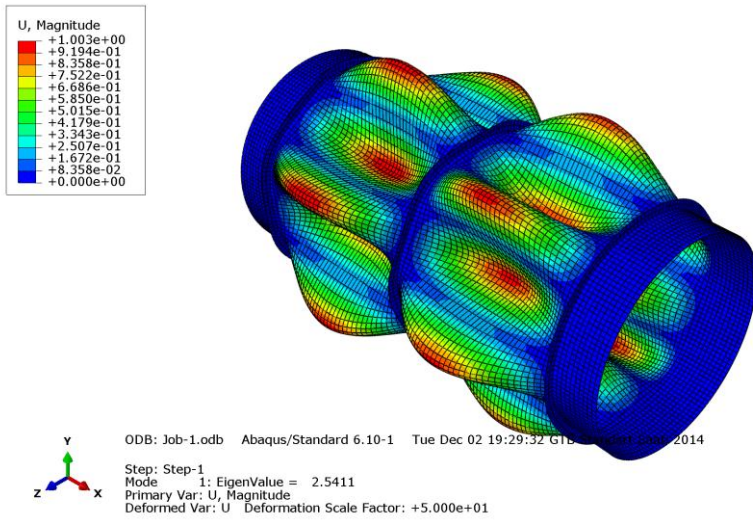 U, Magnitude
+1.003e+00
+9.194e-01
+8.358e-01
+7.522e-01
+6.686e-01
+5.850e-01
+5.015e-01
+4.179e-01
+3.343e-01
+2.507e-01
+1.672e-01
+8.358e-02
+0.000e+00
ODB: Job-1.odb Abaqus/Standard 6.10-1 Tue Dec 02 19:29:32 2014
Y
Z X
Step: Step-1
Mode 1: EigenValue = 2.5411
Primary Var: U, Magnitude
Deformed Var: U Deformation Scale Factor: +5.000e+01